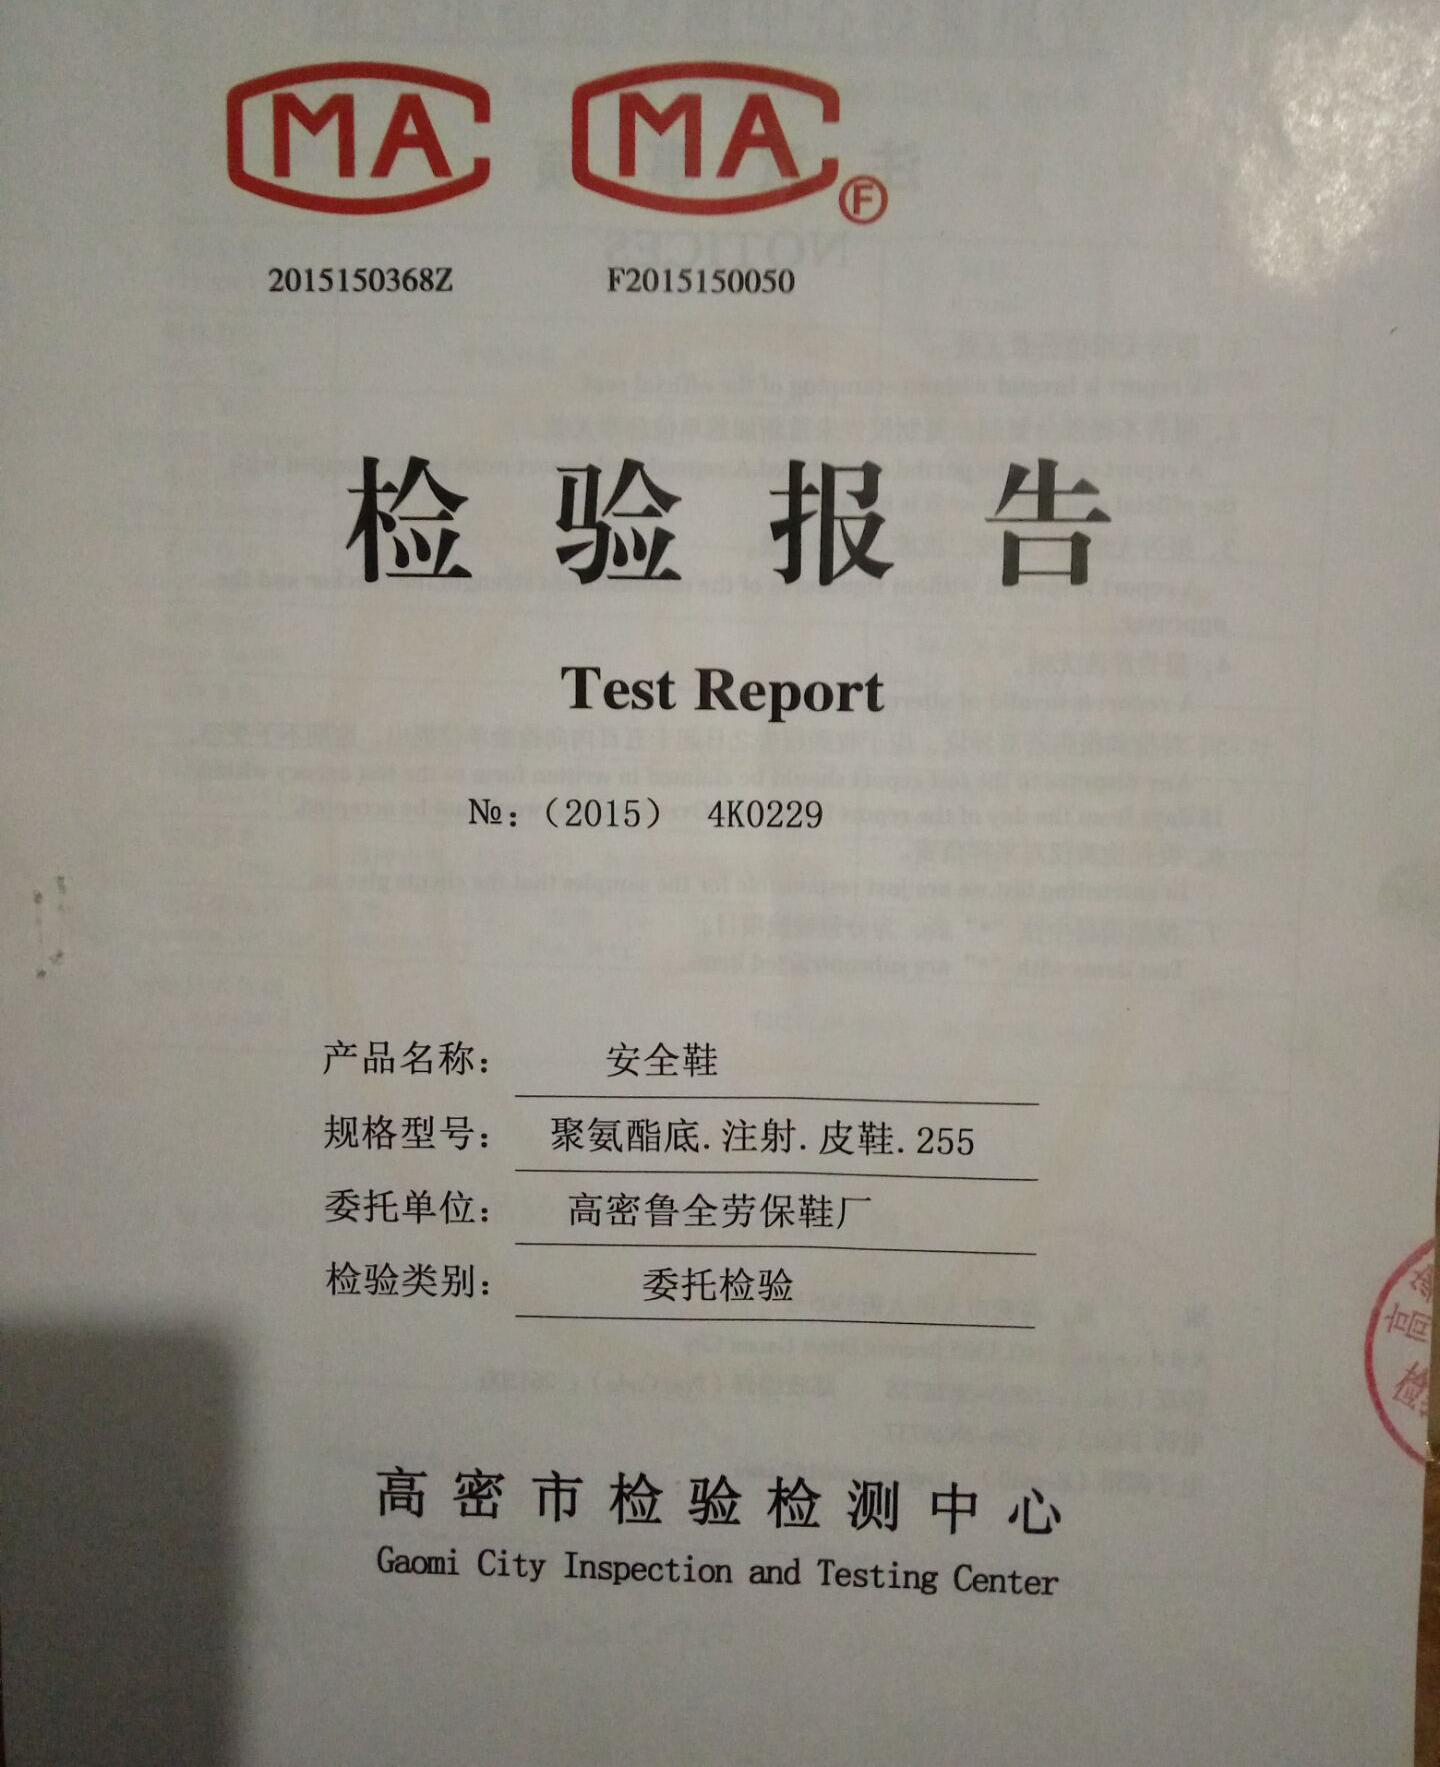 MA MA F
2015150368Z F2015150050
检验报告
Test Report
№:（2015） 4K0229
产品名称： 安全鞋
规格型号： 聚氨酯底.注射.皮鞋.255
委托单位： 高密鲁全劳保鞋厂
检验类别： 委托检验
高密市检验检测中心
Gaomi City Inspection and Testing Center